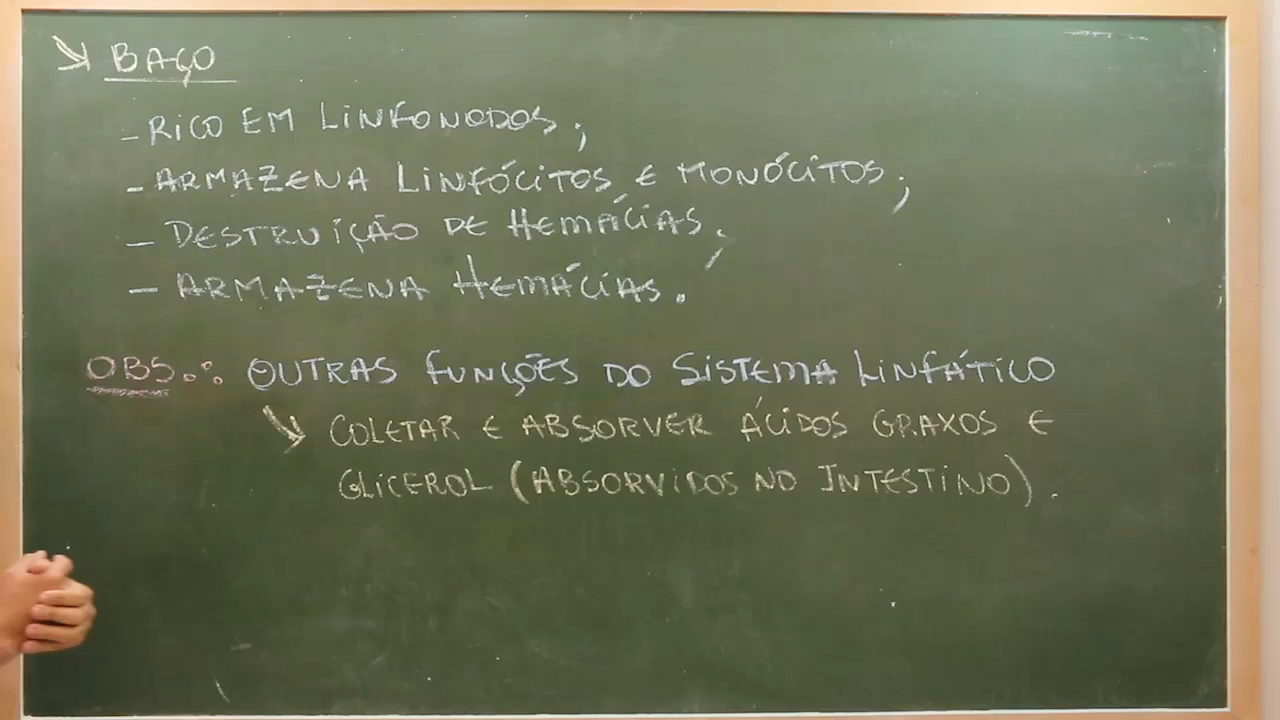 BAÇO
- RICO EM LINFONODOS;
- ARMAZENA LINFÓCITOS E MONÓCITOS;
- DESTRUIÇÃO DE HEMÁCIAS;
- ARMAZENA HEMÁCIAS.
OBS.: OUTRAS FUNÇÕES DO SISTEMA LINFÁTICO
COLETAR E ABSORVER ÁCIDOS GRAXOS E
GLICEROL (ABSORVIDOS NO INTESTINO).